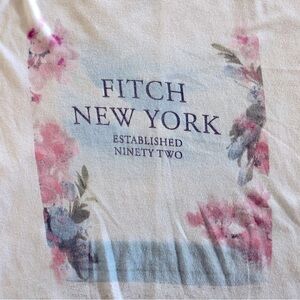 FITCH
NEW YORK
ESTABLISHED
NINETY TWO